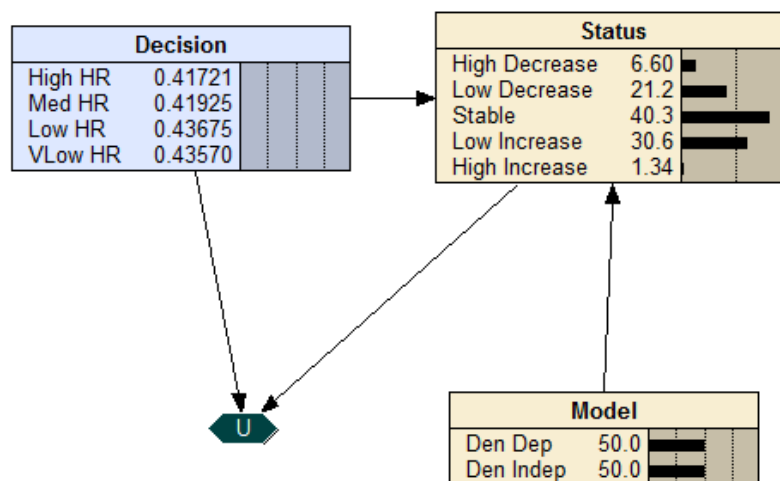 Decision
High HR 0.41721
Med HR 0.41925
Low HR 0.43675
VLow HR 0.43570
Status
High Decrease 6.60
Low Decrease 21.2
Stable 40.3
Low Increase 30.6
High Increase 1.34
U
Model
Den Dep 50.0
Den Indep 50.0